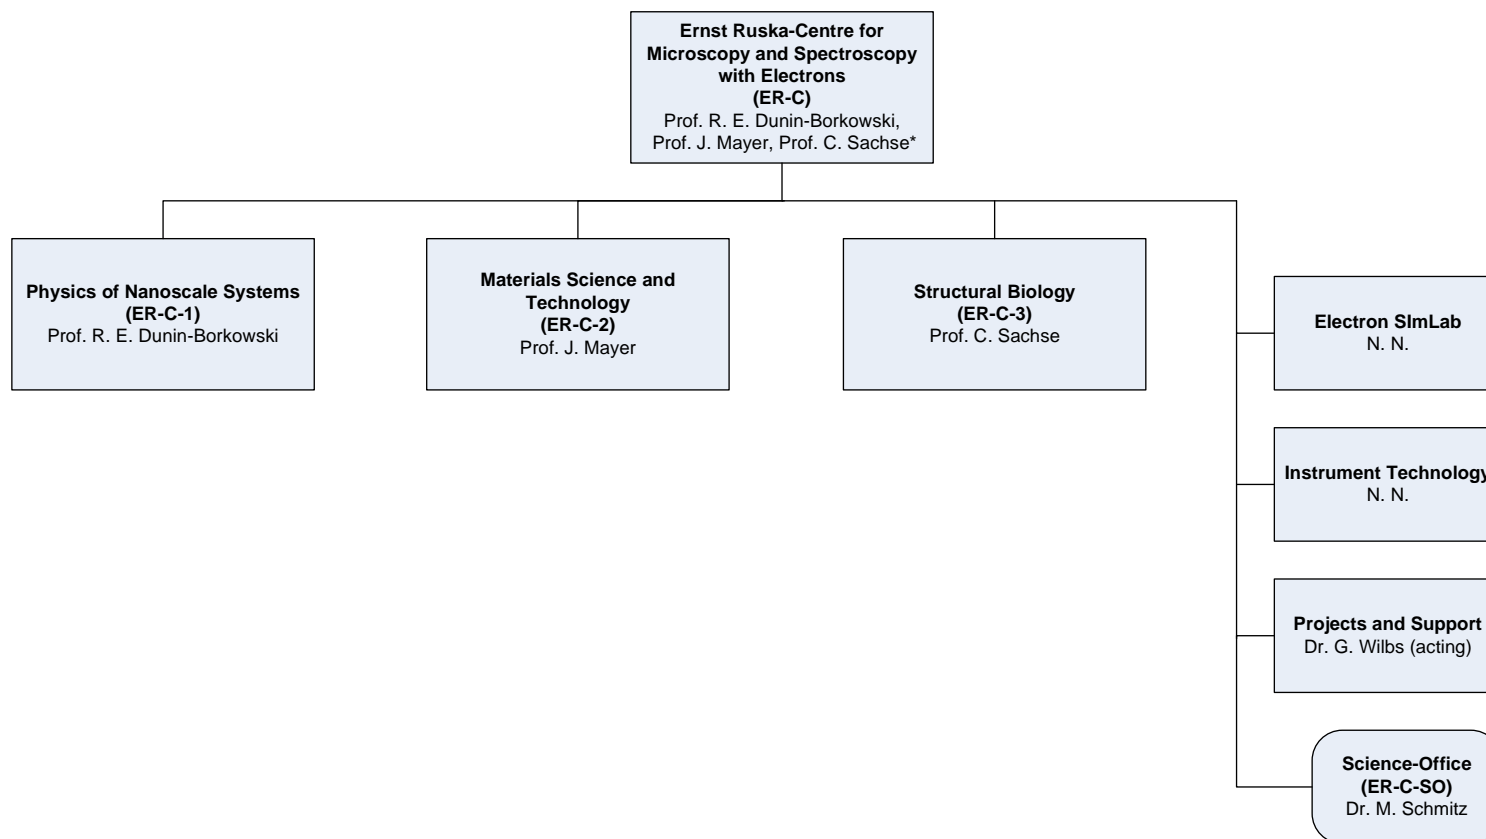 Ernst Ruska-Centre for
Microscopy and Spectroscopy
with Electrons
(ER-C)
Prof. R. E. Dunin-Borkowski,
Prof. J. Mayer, Prof. C. Sachse*
Physics of Nanoscale Systems
(ER-C-1)
Prof. R. E. Dunin-Borkowski
Materials Science and
Technology
(ER-C-2)
Prof. J. Mayer
Structural Biology
(ER-C-3)
Prof. C. Sachse
Electron SImLab
N. N.
Instrument Technology
N. N.
Projects and Support
Dr. G. Wilbs (acting)
Science-Office
(ER-C-SO)
Dr. M. Schmitz